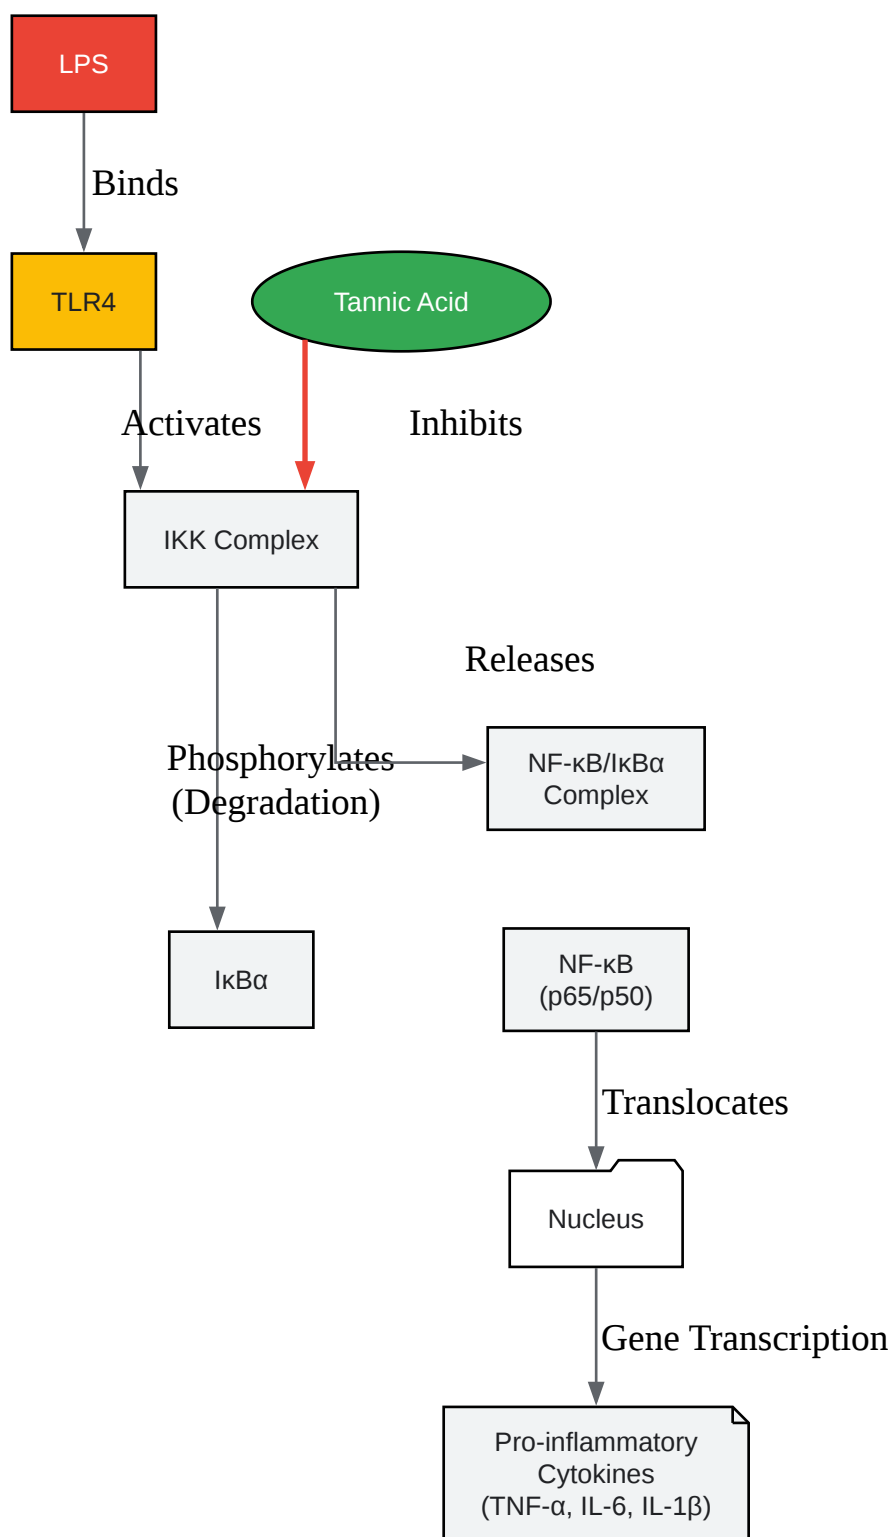 LPS
Binds
TLR4
Tannic Acid
Activates
Inhibits
IKK Complex
Releases
Phosphorylates
(Degradation)
NF-κB/IκBα
Complex
IκBα
NF-κB
(p65/p50)
Translocates
Nucleus
Gene Transcription
Pro-inflammatory
Cytokines
(TNF-α, IL-6, IL-1β)